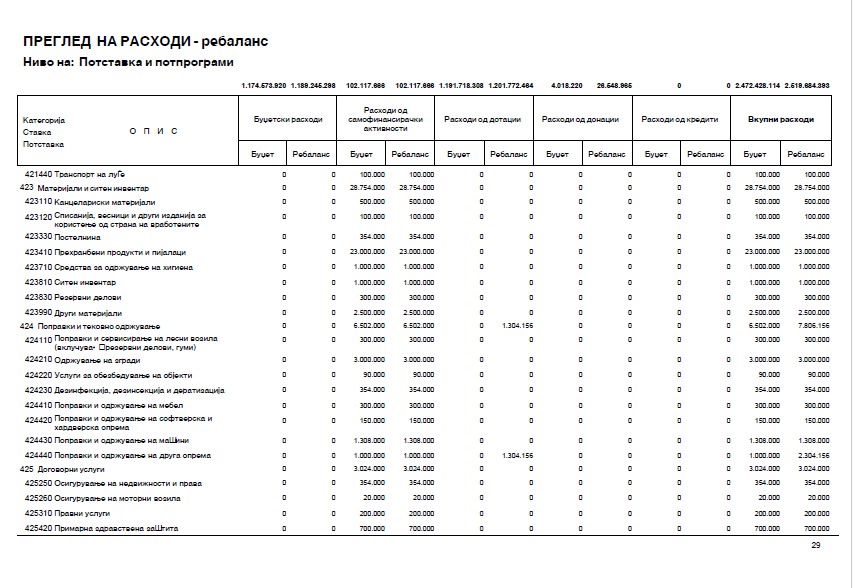 ПРЕГЛЕД НА РАСХОДИ - ребаланс
Ниво на: Потставка и потпрограми
1.174.573.920 1.189.245.298 102.117.666 102.117.666 1.191.718.308 1.201.772.464 4.018.220 26.548.965 0 0 2.472.428.114 2.519.684.393
Категорија
Ставка
Потставка
О П И С
Буџетски расходи
Расходи од
самофинансирачки
активности
Расходи од дотации
Расходи од донации
Расходи од кредити
Вкупни расходи
Буџет Ребаланс Буџет Ребаланс Буџет Ребаланс Буџет Ребаланс Буџет Ребаланс Буџет Ребаланс
421440 Транспорт на луѓе 0 0 100.000 100.000 0 0 0 0 0 0 100.000 100.000
423 Материјали и ситен инвентар 0 0 28.754.000 28.754.000 0 0 0 0 0 0 28.754.000 28.754.000
423110 Канцелариски материјали 0 0 500.000 500.000 0 0 0 0 0 0 500.000 500.000
423120 Списанија, весници и други изданија за
користење од страна на вработените 0 0 100.000 100.000 0 0 0 0 0 0 100.000 100.000
423330 Постелнина 0 0 354.000 354.000 0 0 0 0 0 0 354.000 354.000
423410 Прехранбени продукти и пијалаци 0 0 23.000.000 23.000.000 0 0 0 0 0 0 23.000.000 23.000.000
423710 Средства за одржување на хигиена 0 0 1.000.000 1.000.000 0 0 0 0 0 0 1.000.000 1.000.000
423810 Ситен инвентар 0 0 1.000.000 1.000.000 0 0 0 0 0 0 1.000.000 1.000.000
423830 Резервни делови 0 0 300.000 300.000 0 0 0 0 0 0 300.000 300.000
423990 Други материјали 0 0 2.500.000 2.500.000 0 0 0 0 0 0 2.500.000 2.500.000
424 Поправки и тековно одржување 0 0 6.502.000 6.502.000 0 1.304.156 0 0 0 0 6.502.000 7.806.156
424110 Поправки и сервисирање на лесни возила
(вклучува• □резервни делови, гуми) 0 0 300.000 300.000 0 0 0 0 0 0 300.000 300.000
424210 Одржување на згради 0 0 3.000.000 3.000.000 0 0 0 0 0 0 3.000.000 3.000.000
424220 Услуги за обезбедување на објекти 0 0 90.000 90.000 0 0 0 0 0 0 90.000 90.000
424230 Дезинфекција, дезинсекција и дератизација 0 0 354.000 354.000 0 0 0 0 0 0 354.000 354.000
424410 Поправки и одржување на мебел 0 0 300.000 300.000 0 0 0 0 0 0 300.000 300.000
424420 Поправки и одржување на софтверска и
хардверска опрема 0 0 150.000 150.000 0 0 0 0 0 0 150.000 150.000
424430 Поправки и одржување на маШини 0 0 1.308.000 1.308.000 0 0 0 0 0 0 1.308.000 1.308.000
424440 Поправки и одржување на друга опрема 0 0 1.000.000 1.000.000 0 1.304.156 0 0 0 0 1.000.000 2.304.156
425 Договорни услуги 0 0 3.024.000 3.024.000 0 0 0 0 0 0 3.024.000 3.024.000
425250 Осигурување на недвижности и права 0 0 354.000 354.000 0 0 0 0 0 0 354.000 354.000
425260 Осигурување на моторни возила 0 0 20.000 20.000 0 0 0 0 0 0 20.000 20.000
425310 Правни услуги 0 0 200.000 200.000 0 0 0 0 0 0 200.000 200.000
425420 Примарна здравствена заШтита 0 0 700.000 700.000 0 0 0 0 0 0 700.000 700.000
29